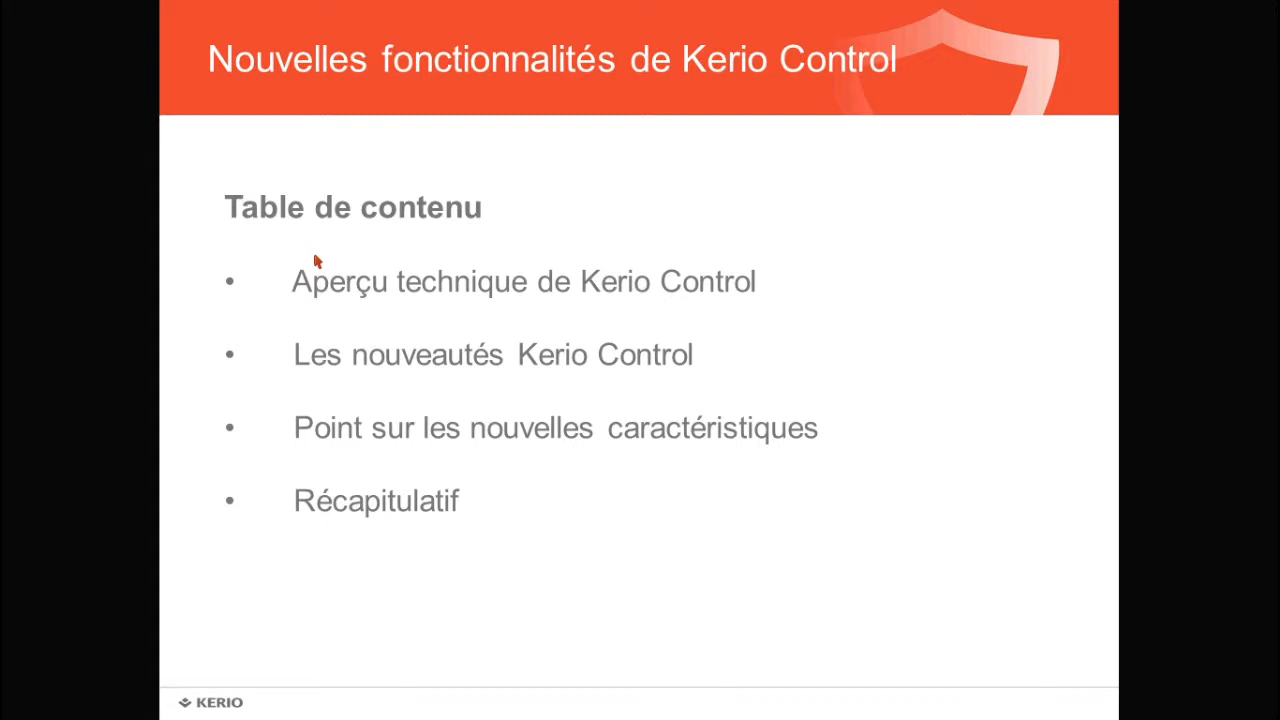 Nouvelles fonctionnalités de Kerio Control
Table de contenu
• Aperçu technique de Kerio Control
• Les nouveautés Kerio Control
• Point sur les nouvelles caractéristiques
• Récapitulatif
KERIO